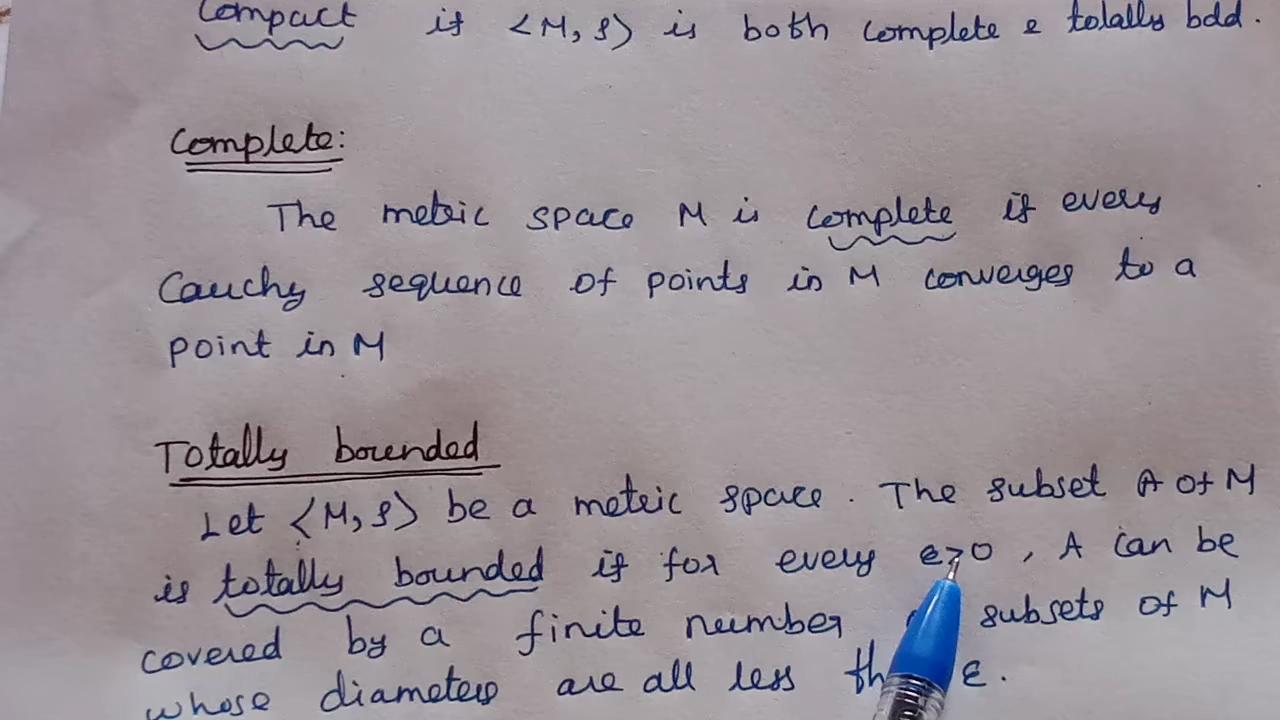 Compact if <M, ρ> is both complete & totally bdd.
Complete:
The metric space M is complete if every
Cauchy sequence of points in M converges to a
point in M
Totally bounded
Let <M, ρ> be a metric space. The subset A of M
is totally bounded if for every ε>0, A can be
covered by a finite number subsets of M
whose diameters are all less ε.